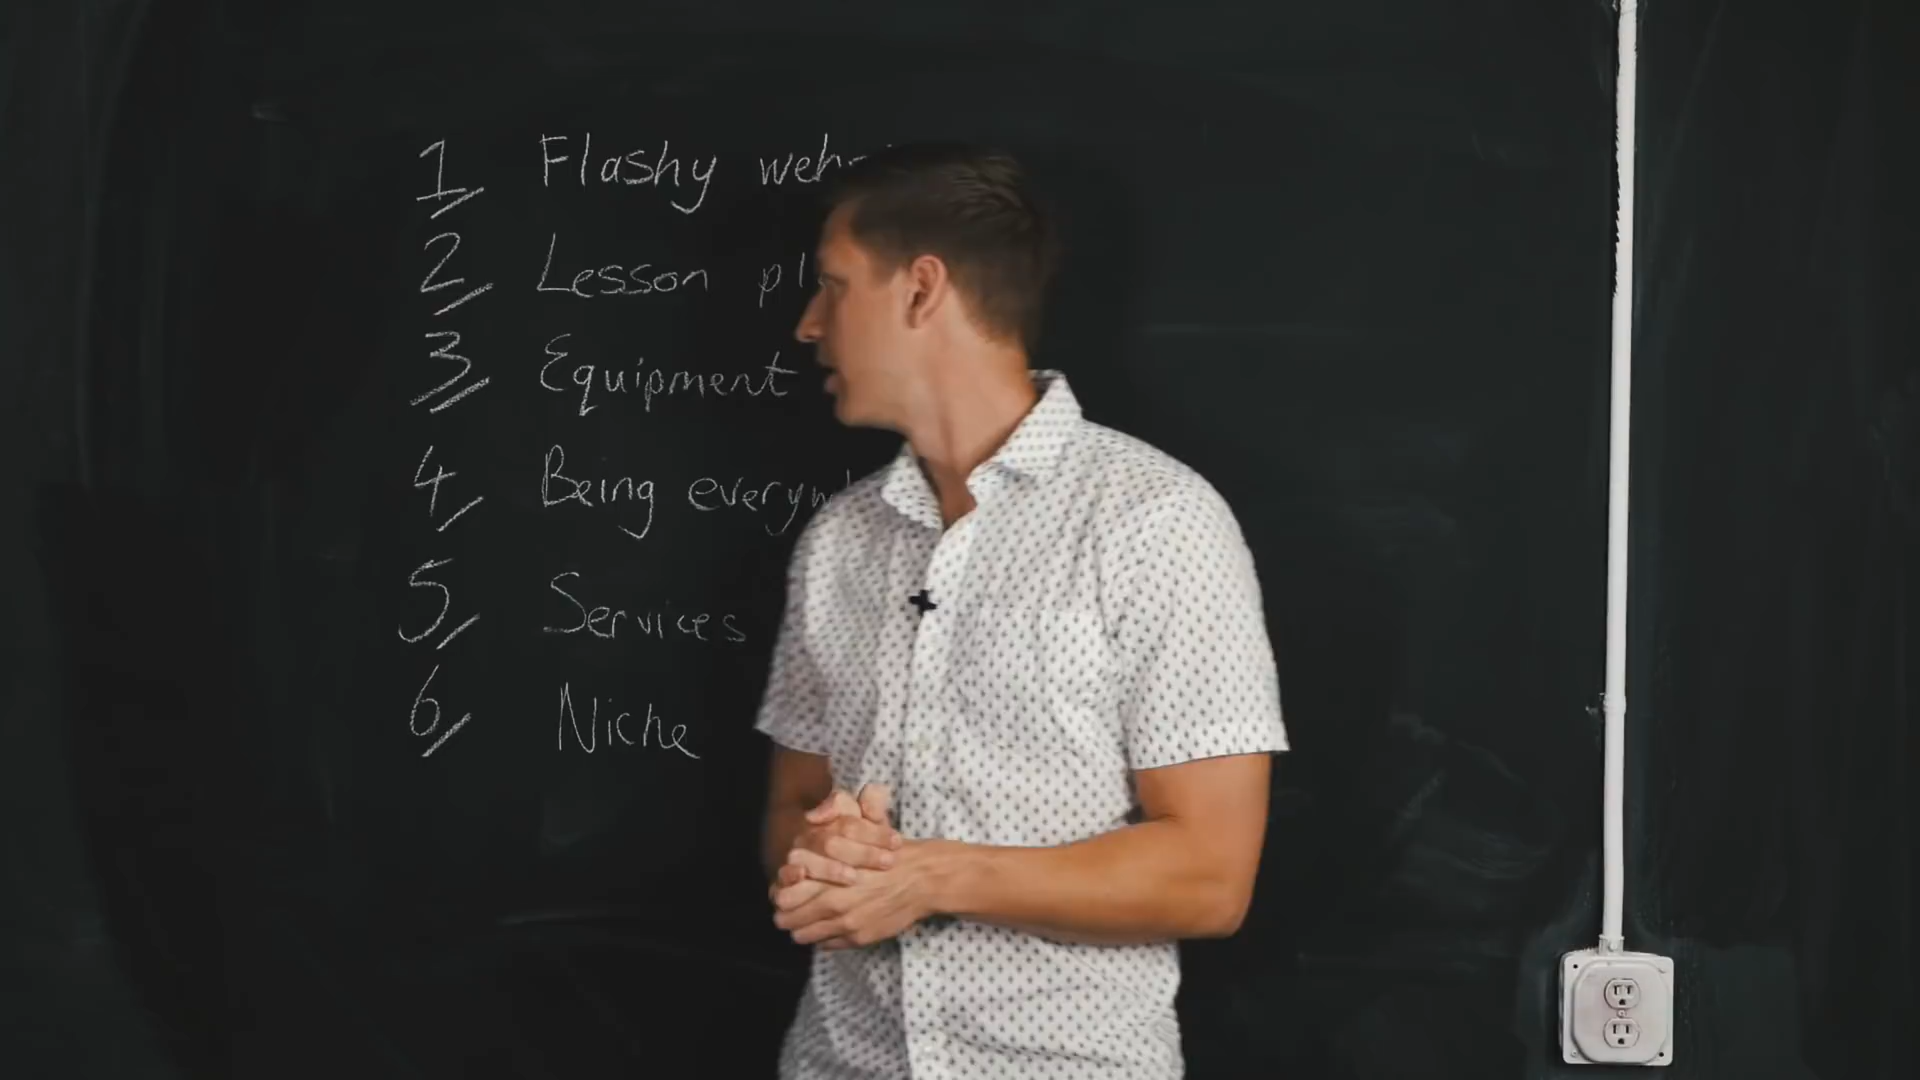 1 Flashy
2 Lesson
3 Equipment
4 Being
5 Services
6 Niche